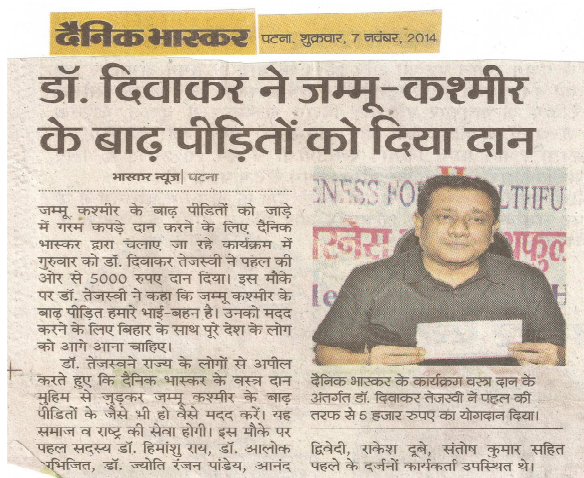 दैनिक भास्कर
पटना, शुक्रवार, 7 नवंबर, 2014
डॉ. दिवाकर ने जम्मू-कश्मीर
के बाढ़ पीड़ितों को दिया दान
भास्कर न्यूज | पटना
जम्मू कश्मीर के बाढ़ पीड़ितों को जाड़े
में गरम कपड़े दान करने के लिए दैनिक
भास्कर द्वारा चलाए जा रहे कार्यक्रम में
गुरुवार को डॉ. दिवाकर तेजस्वी ने पहल की
ओर से 5000 रुपए दान दिया। इस मौके
पर डॉ. तेजस्वी ने कहा कि जम्मू कश्मीर के
बाढ़ पीड़ित हमारे भाई-बहन है। उनको मदद
करने के लिए बिहार के साथ पूरे देश के लोग
को आगे आना चाहिए।
डॉ. तेजस्वने राज्य के लोगों से अपील
करते हुए कि दैनिक भास्कर के वस्त्र दान
मुहिम से जुड़कर जम्मू कश्मीर के बाढ़
पीड़ितों के जैसे भी हो वैसे मदद करें। यह
समाज व राष्ट्र की सेवा होगी। इस मौके पर
पहल सदस्य डॉ. हिमांशु राय, डॉ. आलोक
भिजित, डॉ. ज्योति रंजन पांडेय, आनंद
ENESS FO LTHFU
रनेस फुल
दैनिक भास्कर के कार्यक्रम वस्त्र दान के
अंतर्गत डॉ. दिवाकर तेजस्वी ने पहल की
तरफ से 5 हजार रुपए का योगदान दिया।
द्विवेदी, राकेश दूबे, संतोष कुमार सहित
पहले के दर्जनों कार्यकर्ता उपस्थित थे।